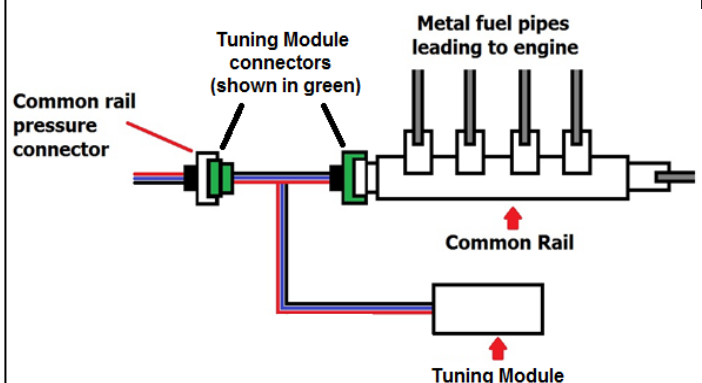 Metal fuel pipes
leading to engine
Tuning Module
connectors
(shown in green)
Common rail
pressure
connector
Common Rail
Tuning Module